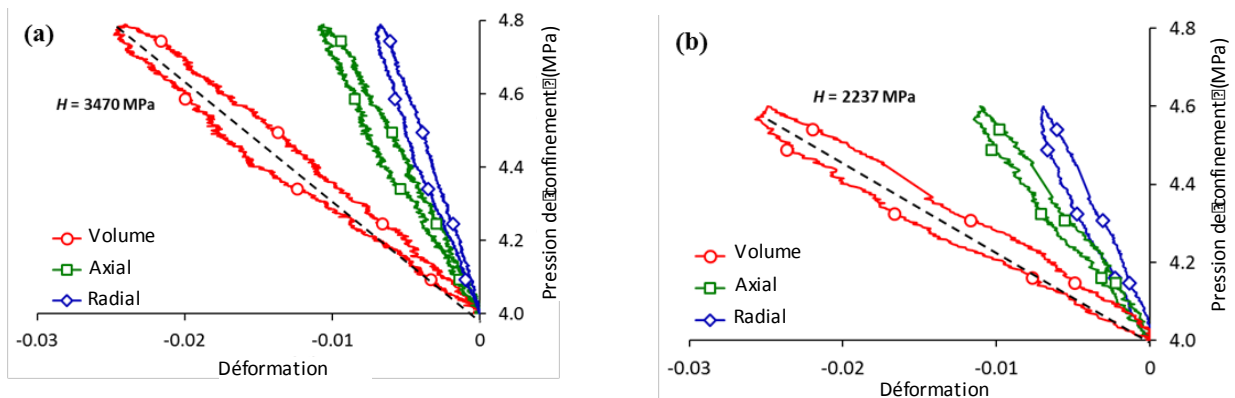 (a)
H = 3470 MPa
Volume
Axial
Radial
4.8
4.6
4.4
4.2
4.0
-0.03
-0.02
-0.01
0
Déformation
Pression de⍰confinement⍰(MPa)
(b)
H = 2237 MPa
Volume
Axial
Radial
4.8
4.6
4.4
4.2
4.0
-0.03
-0.02
-0.01
0
Déformation
Pression de⍰confinement⍰(MPa)